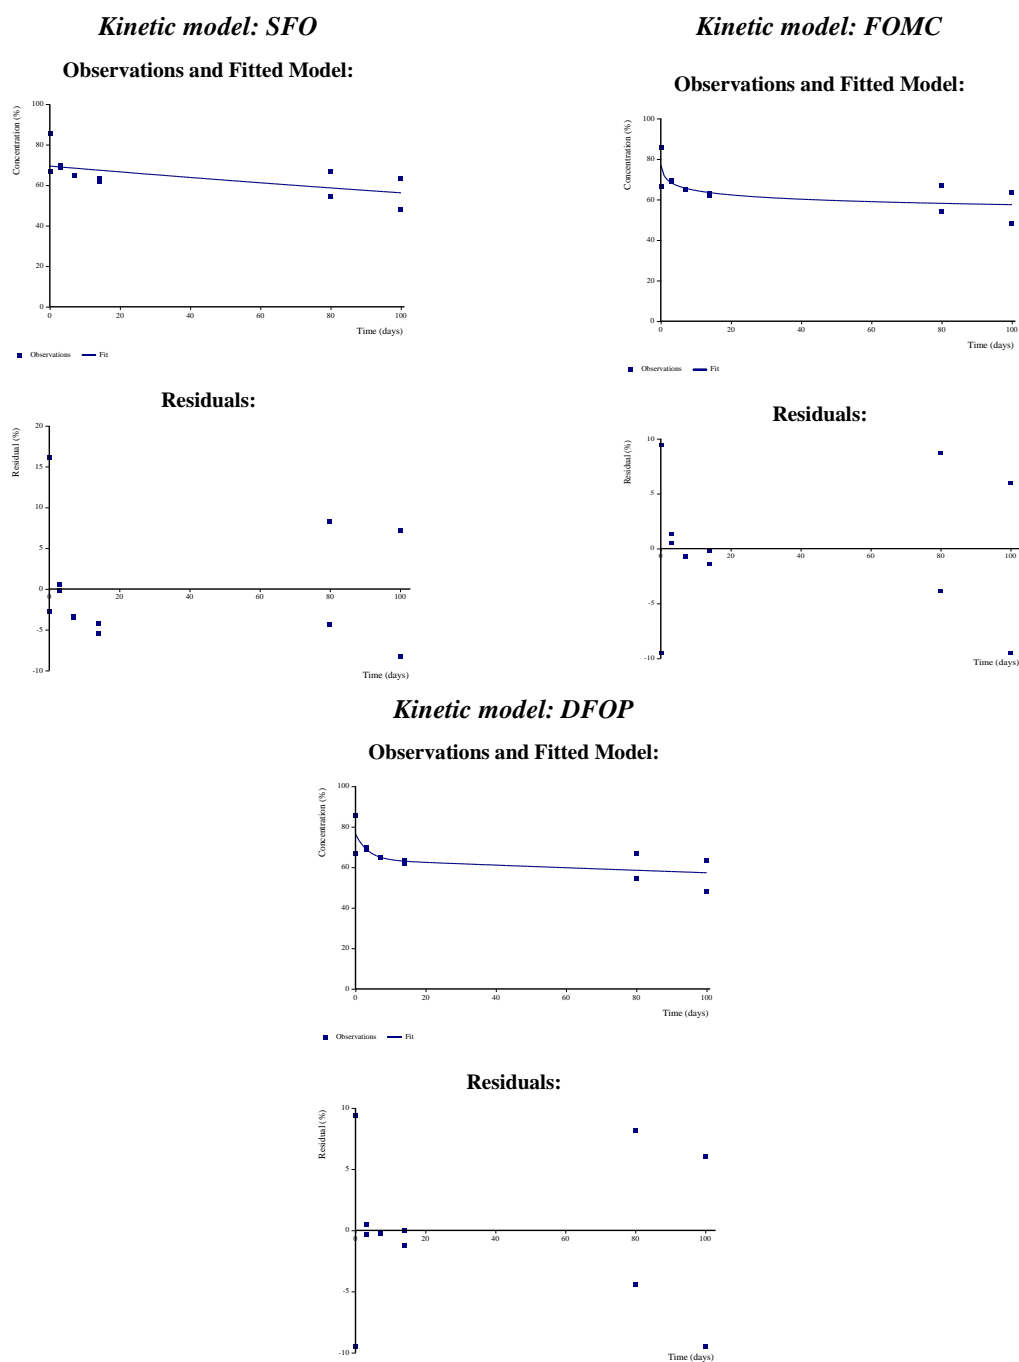 Kinetic model: SFO
Observations and Fitted Model:
Concentration (%)
100
80
60
40
20
0
0 20 40 60 80 100
Time (days)
Observations Fit
Residuals:
Residual (%)
20
15
10
5
0
-5
-10
0 20 40 60 80 100
Time (days)
Kinetic model: FOMC
Observations and Fitted Model:
Concentration (%)
100
80
60
40
20
0
0 20 40 60 80 100
Time (days)
Observations Fit
Residuals:
Residual (%)
10
5
0
-5
-10
0 20 40 60 80 100
Time (days)
Kinetic model: DFOP
Observations and Fitted Model:
Concentration (%)
100
80
60
40
20
0
0 20 40 60 80 100
Time (days)
Observations Fit
Residuals:
Residual (%)
10
5
0
-5
-10
0 20 40 60 80 100
Time (days)